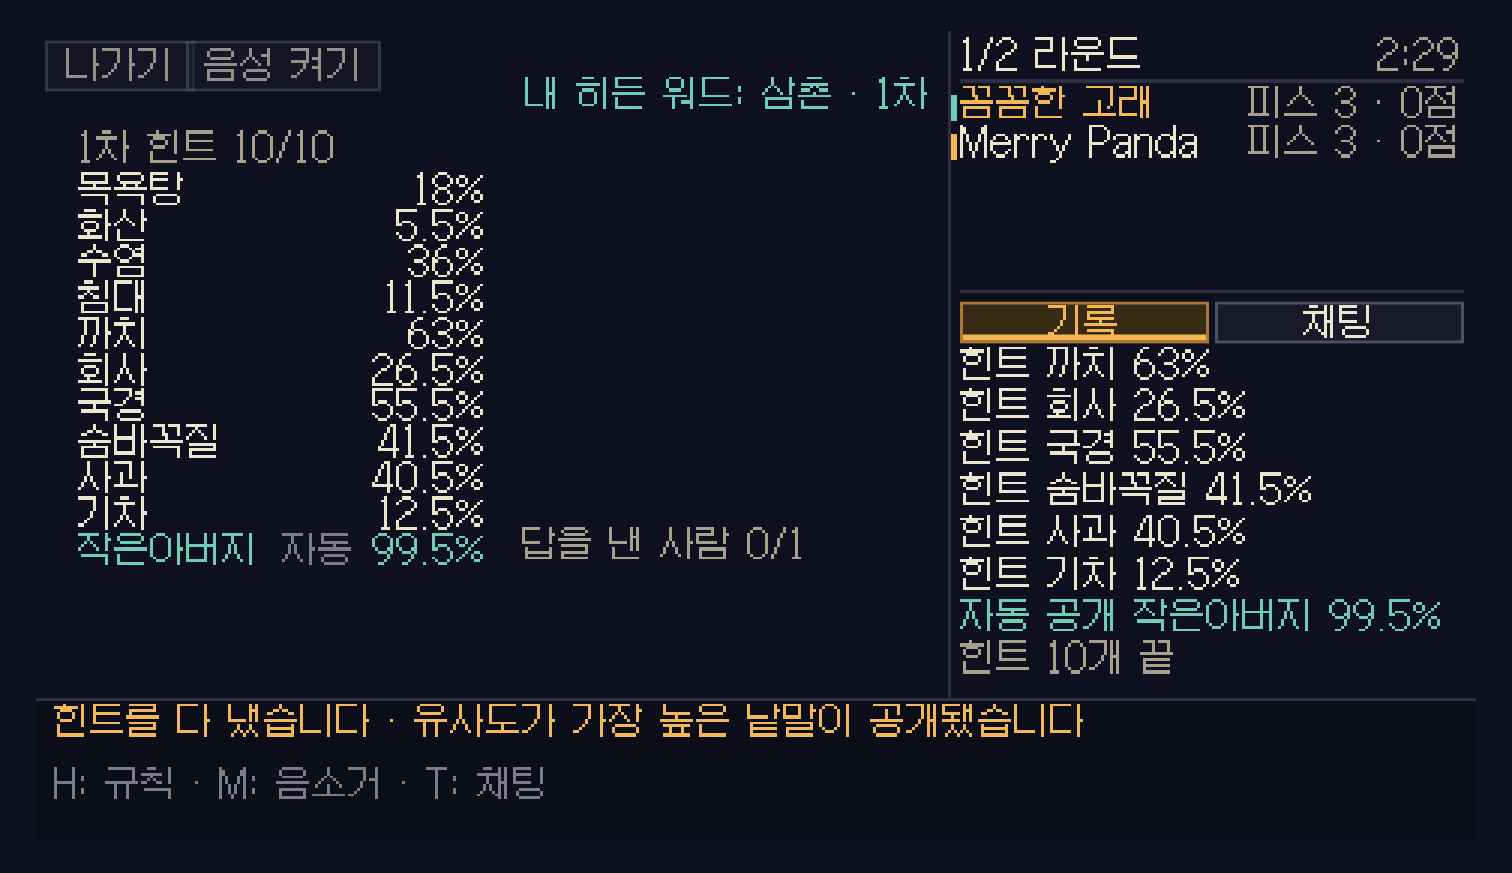 나가기 음성 켜기
내 히든 워드: 삼촌 · 1차
1차 힌트 10/10
목욕탕 18%
화산 5.5%
수염 36%
침대 11.5%
까치 63%
회사 26.5%
국경 55.5%
숨바꼭질 41.5%
사과 40.5%
기차 12.5%
작은아버지 자동 99.5%
답을 낸 사람 0/1
1/2 라운드 2:29
꼼꼼한 고래 피스 3 · 0점
Merry Panda 피스 3 · 0점
기록 채팅
힌트 까치 63%
힌트 회사 26.5%
힌트 국경 55.5%
힌트 숨바꼭질 41.5%
힌트 사과 40.5%
힌트 기차 12.5%
자동 공개 작은아버지 99.5%
힌트 10개 끝
힌트를 다 냈습니다 · 유사도가 가장 높은 낱말이 공개됐습니다
H: 규칙 · M: 음소거 · T: 채팅